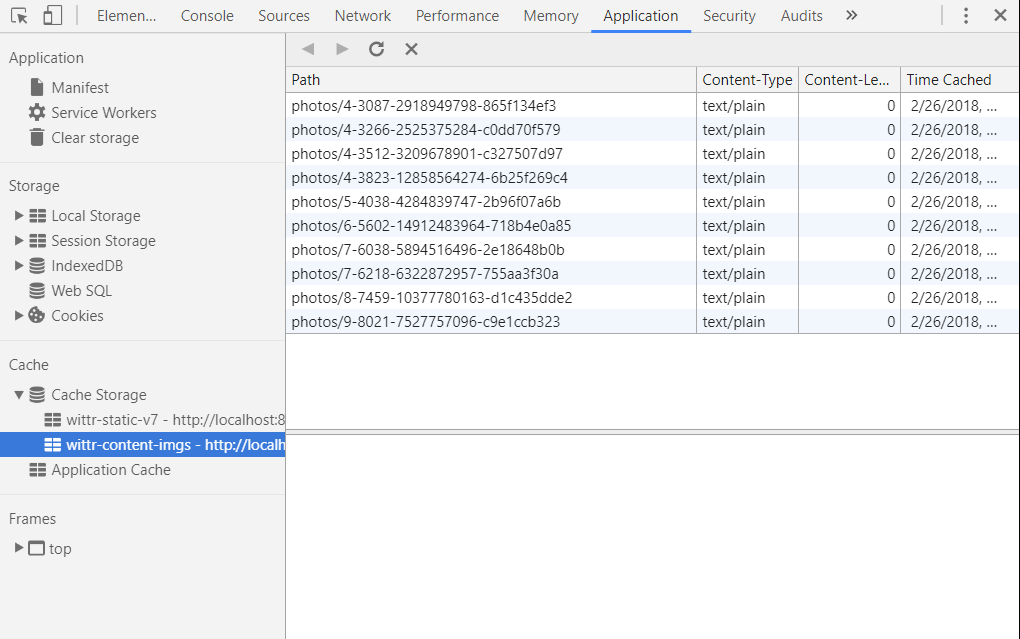 Elemen... Console Sources Network Performance Memory Application Security Audits »
Application
Manifest
Service Workers
Clear storage
Storage
Local Storage
Session Storage
IndexedDB
Web SQL
Cookies
Cache
Cache Storage
wittr-static-v7 - http://localhost:8
wittr-content-imgs - http://localh
Application Cache
Frames
top
Path Content-Type Content-Le... Time Cached
photos/4-3087-2918949798-865f134ef3 text/plain 0 2/26/2018, ...
photos/4-3266-2525375284-c0dd70f579 text/plain 0 2/26/2018, ...
photos/4-3512-3209678901-c327507d97 text/plain 0 2/26/2018, ...
photos/4-3823-12858564274-6b25f269c4 text/plain 0 2/26/2018, ...
photos/5-4038-4284839747-2b96f07a6b text/plain 0 2/26/2018, ...
photos/6-5602-14912483964-718b4e0a85 text/plain 0 2/26/2018, ...
photos/7-6038-5894516496-2e18648b0b text/plain 0 2/26/2018, ...
photos/7-6218-6322872957-755aa3f30a text/plain 0 2/26/2018, ...
photos/8-7459-10377780163-d1c435dde2 text/plain 0 2/26/2018, ...
photos/9-8021-7527757096-c9e1ccb323 text/plain 0 2/26/2018, ...